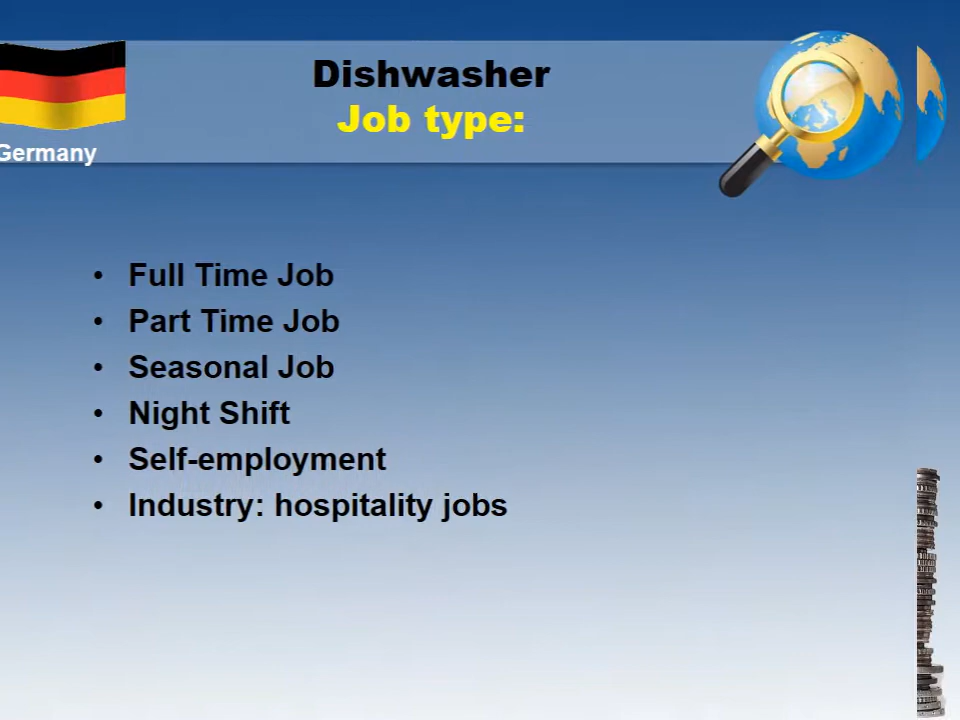 Dishwasher
Job type:
Germany
• Full Time Job
• Part Time Job
• Seasonal Job
• Night Shift
• Self-employment
• Industry: hospitality jobs